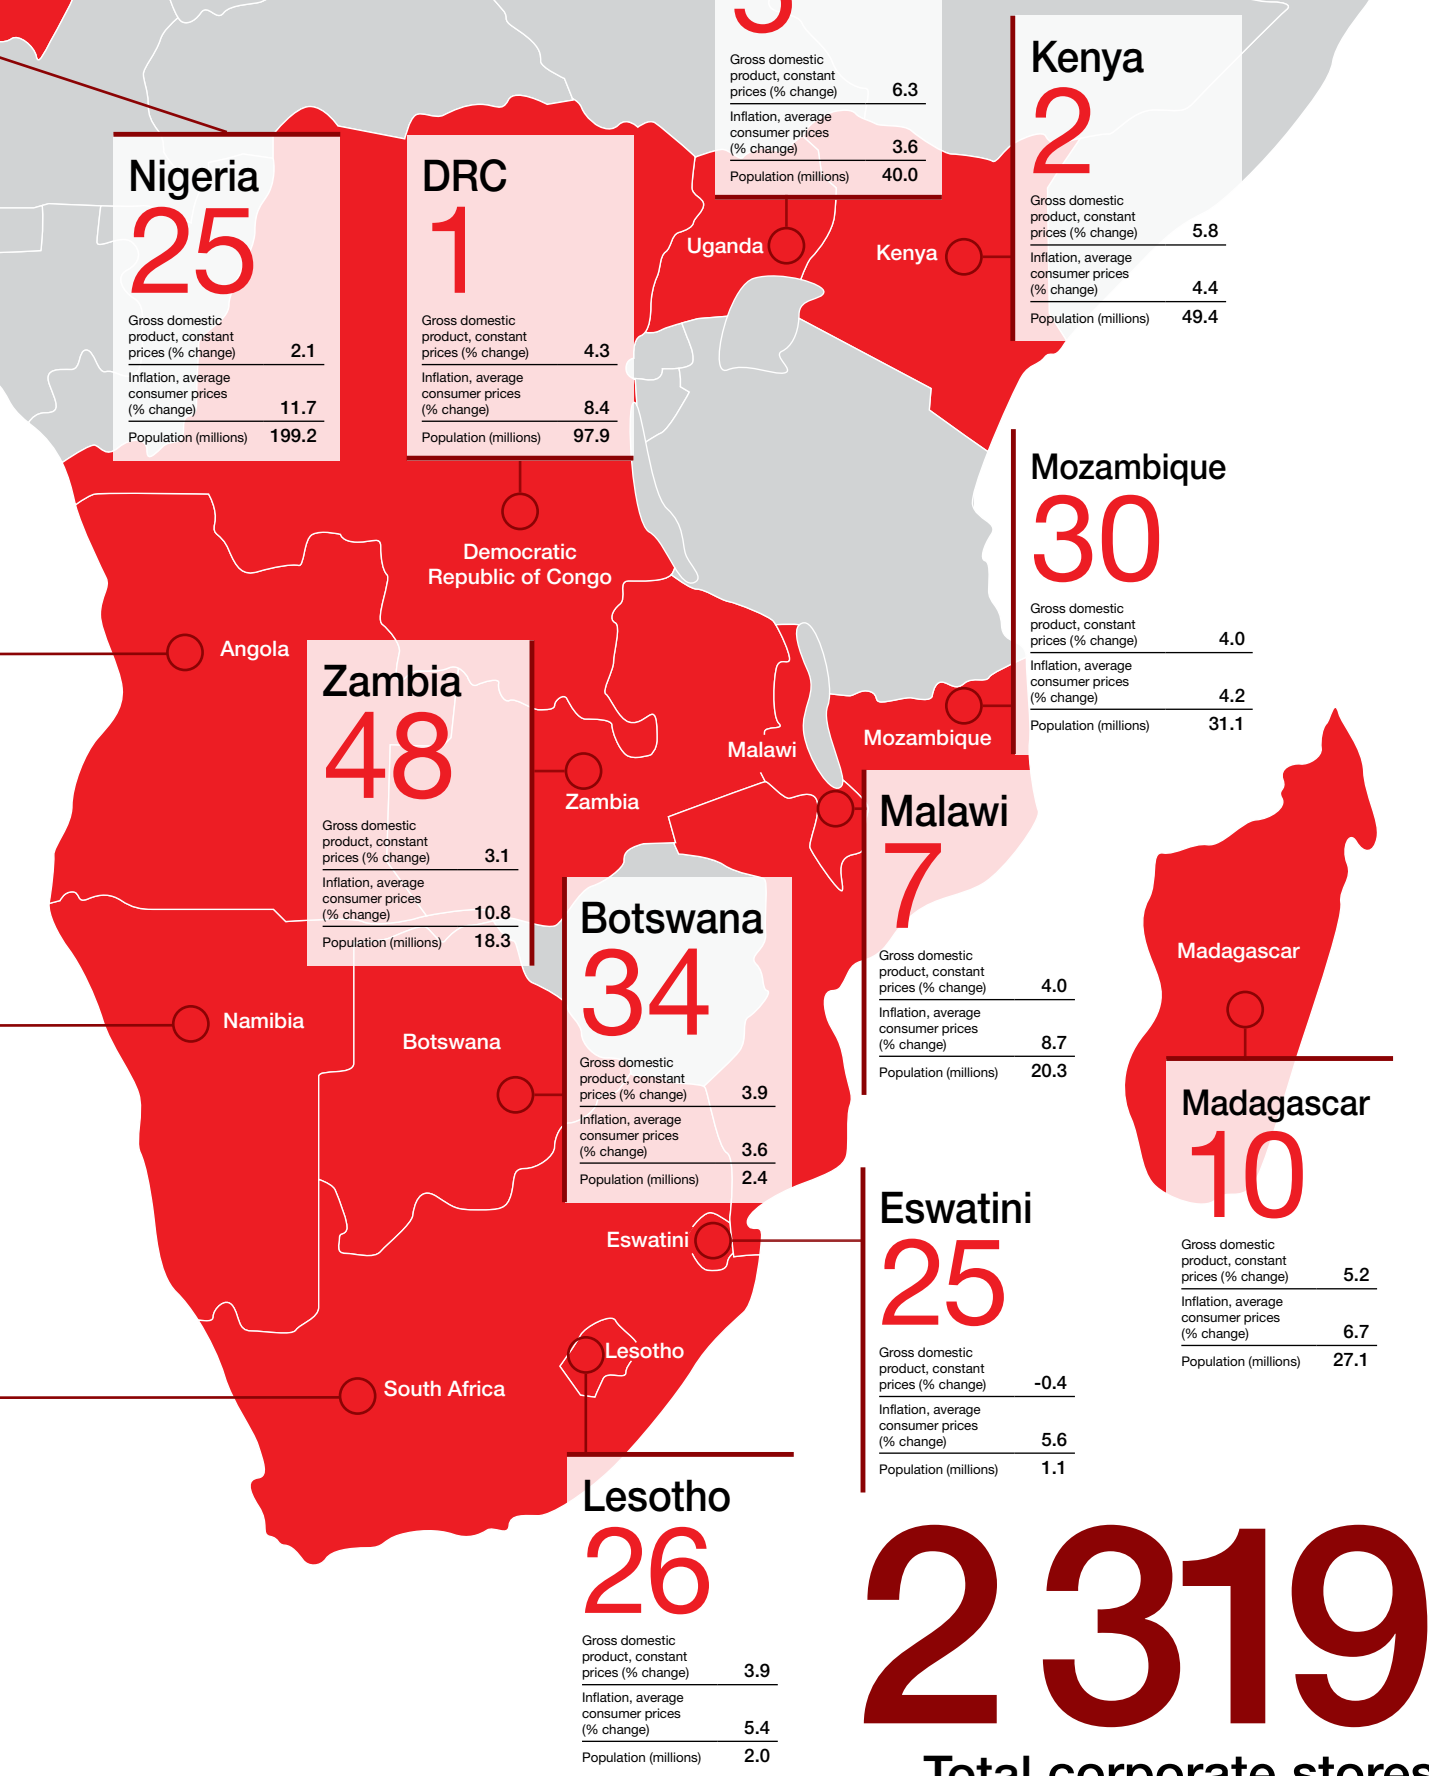 Gross domestic
product, constant
prices (% change) 6.3
Inflation, average
consumer prices
(% change) 3.6
Population (millions) 40.0
Uganda
Kenya
2
Gross domestic
product, constant
prices (% change) 5.8
Inflation, average
consumer prices
(% change) 4.4
Population (millions) 49.4
Kenya
Nigeria
25
Gross domestic
product, constant
prices (% change) 2.1
Inflation, average
consumer prices
(% change) 11.7
Population (millions) 199.2
DRC
1
Gross domestic
product, constant
prices (% change) 4.3
Inflation, average
consumer prices
(% change) 8.4
Population (millions) 97.9
Democratic
Republic of Congo
Mozambique
30
Gross domestic
product, constant
prices (% change) 4.0
Inflation, average
consumer prices
(% change) 4.2
Population (millions) 31.1
Mozambique
Angola
Zambia
48
Gross domestic
product, constant
prices (% change) 3.1
Inflation, average
consumer prices
(% change) 10.8
Population (millions) 18.3
Zambia
Malawi
Malawi
7
Gross domestic
product, constant
prices (% change) 4.0
Inflation, average
consumer prices
(% change) 8.7
Population (millions) 20.3
Botswana
34
Gross domestic
product, constant
prices (% change) 3.9
Inflation, average
consumer prices
(% change) 3.6
Population (millions) 2.4
Botswana
Namibia
Madagascar
Madagascar
10
Gross domestic
product, constant
prices (% change) 5.2
Inflation, average
consumer prices
(% change) 6.7
Population (millions) 27.1
Eswatini
Eswatini
25
Gross domestic
product, constant
prices (% change) -0.4
Inflation, average
consumer prices
(% change) 5.6
Population (millions) 1.1
Lesotho
South Africa
Lesotho
26
Gross domestic
product, constant
prices (% change) 3.9
Inflation, average
consumer prices
(% change) 5.4
Population (millions) 2.0
2 319
Total corporate stores